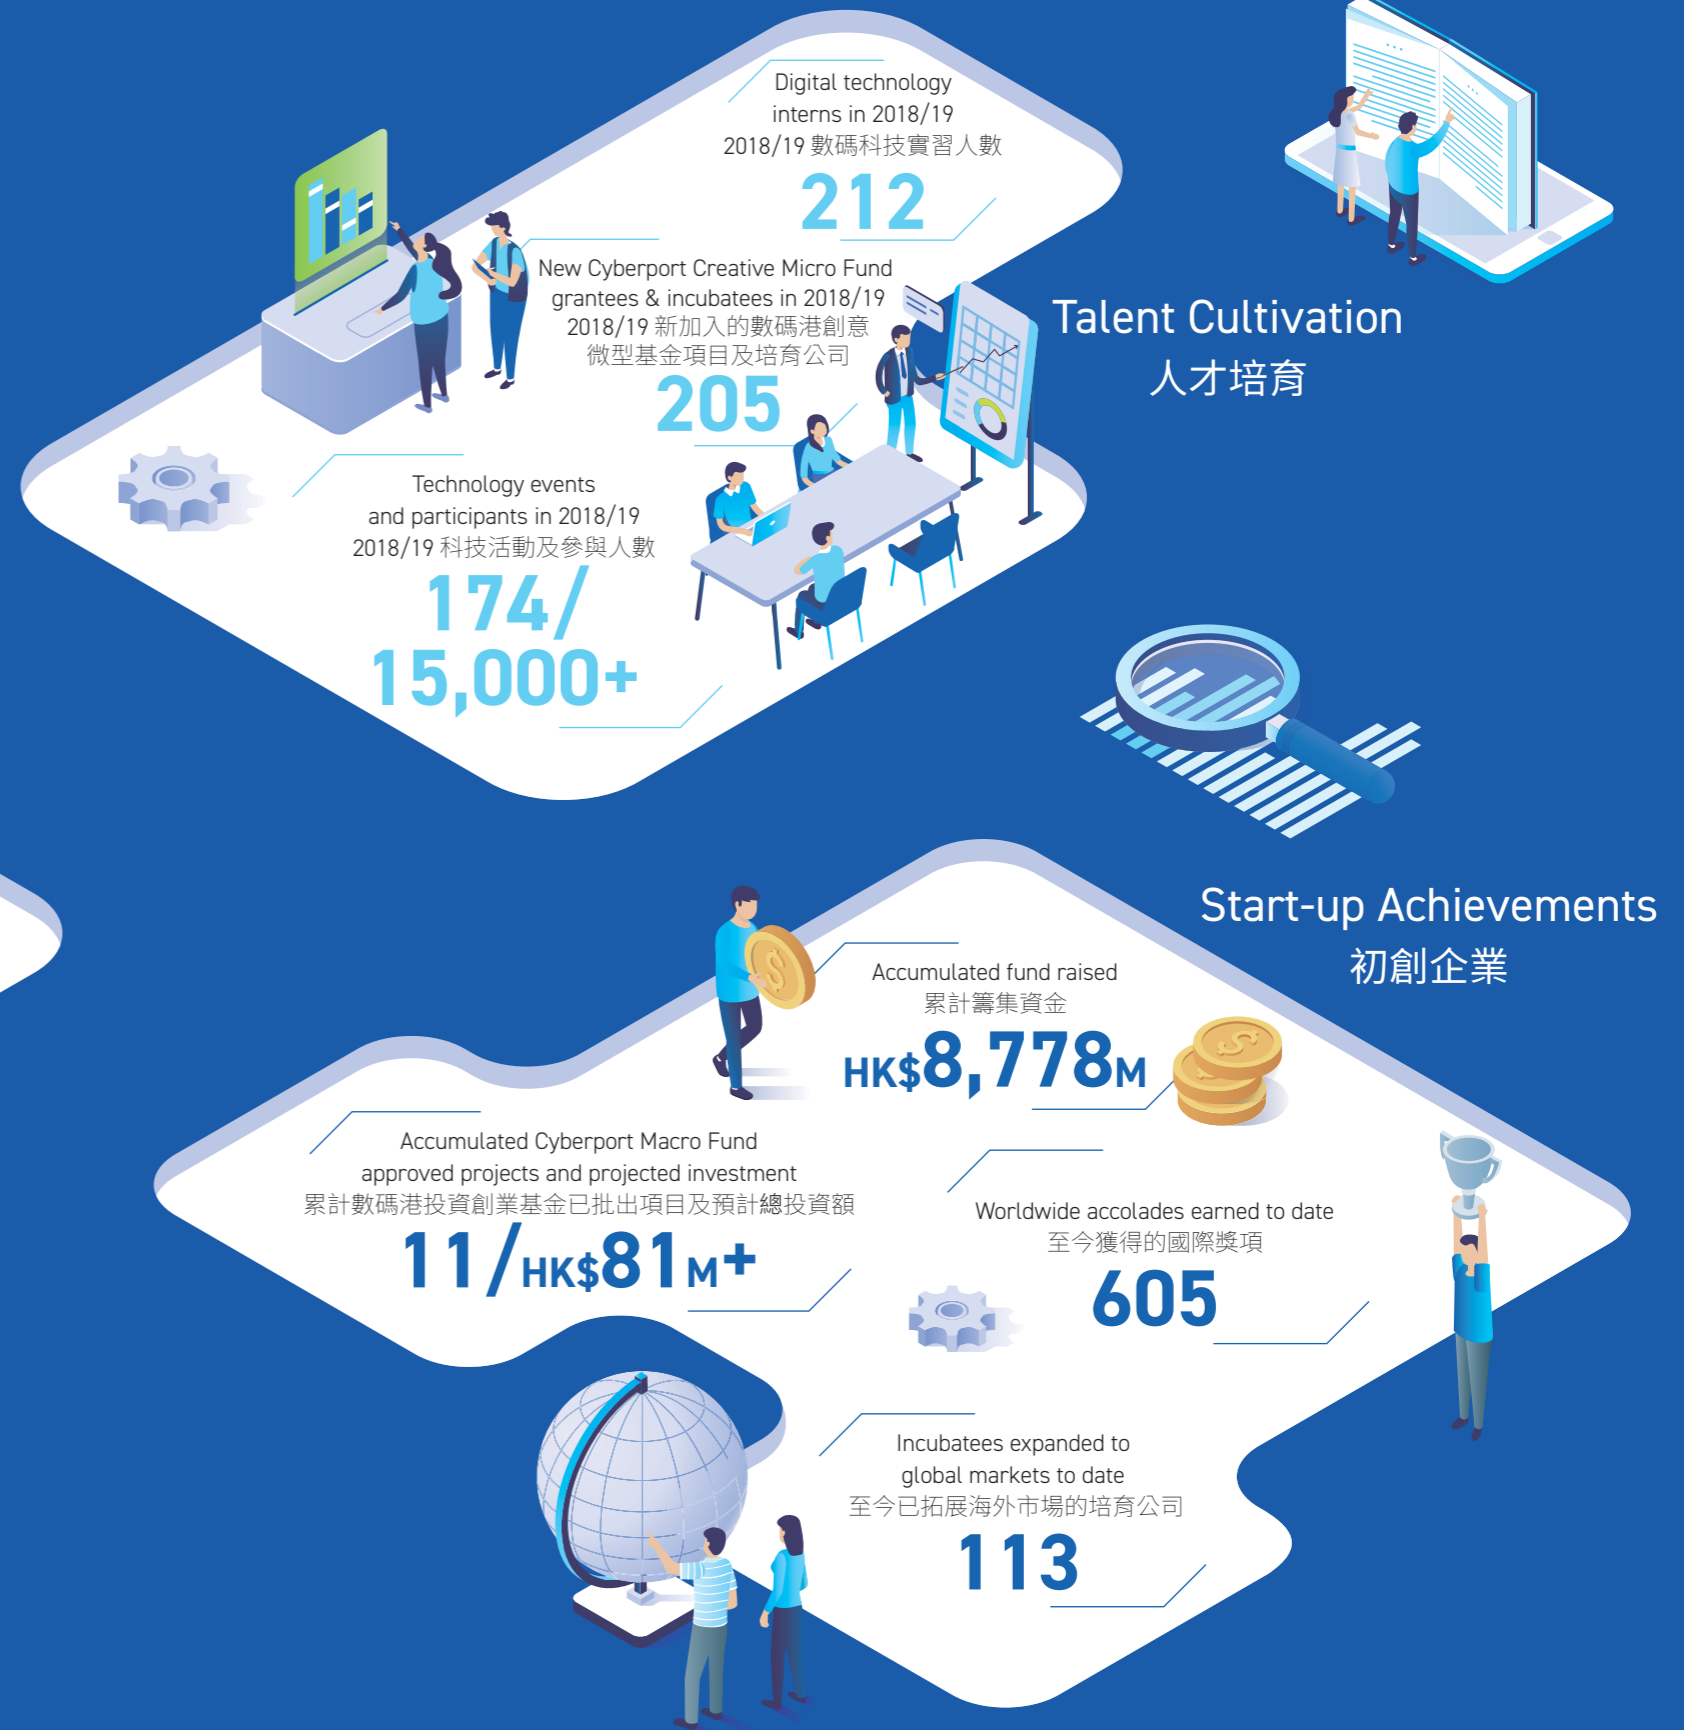 Digital technology
interns in 2018/19
2018/19 數碼科技實習人數
212
New Cyberport Creative Micro Fund
grantees & incubatees in 2018/19
2018/19 新加入的數碼港創意
微型基金項目及培育公司
205
Technology events
and participants in 2018/19
2018/19 科技活動及參與人數
174/
15,000+
Talent Cultivation
人才培育
Start-up Achievements
初創企業
Accumulated fund raised
累計籌集資金
HK$8,778M
Accumulated Cyberport Macro Fund
approved projects and projected investment
累計數碼港投資創業基金已批出項目及預計總投資額
11/HK$81M+
Worldwide accolades earned to date
至今獲得的國際獎項
605
Incubatees expanded to
global markets to date
至今已拓展海外市場的培育公司
113